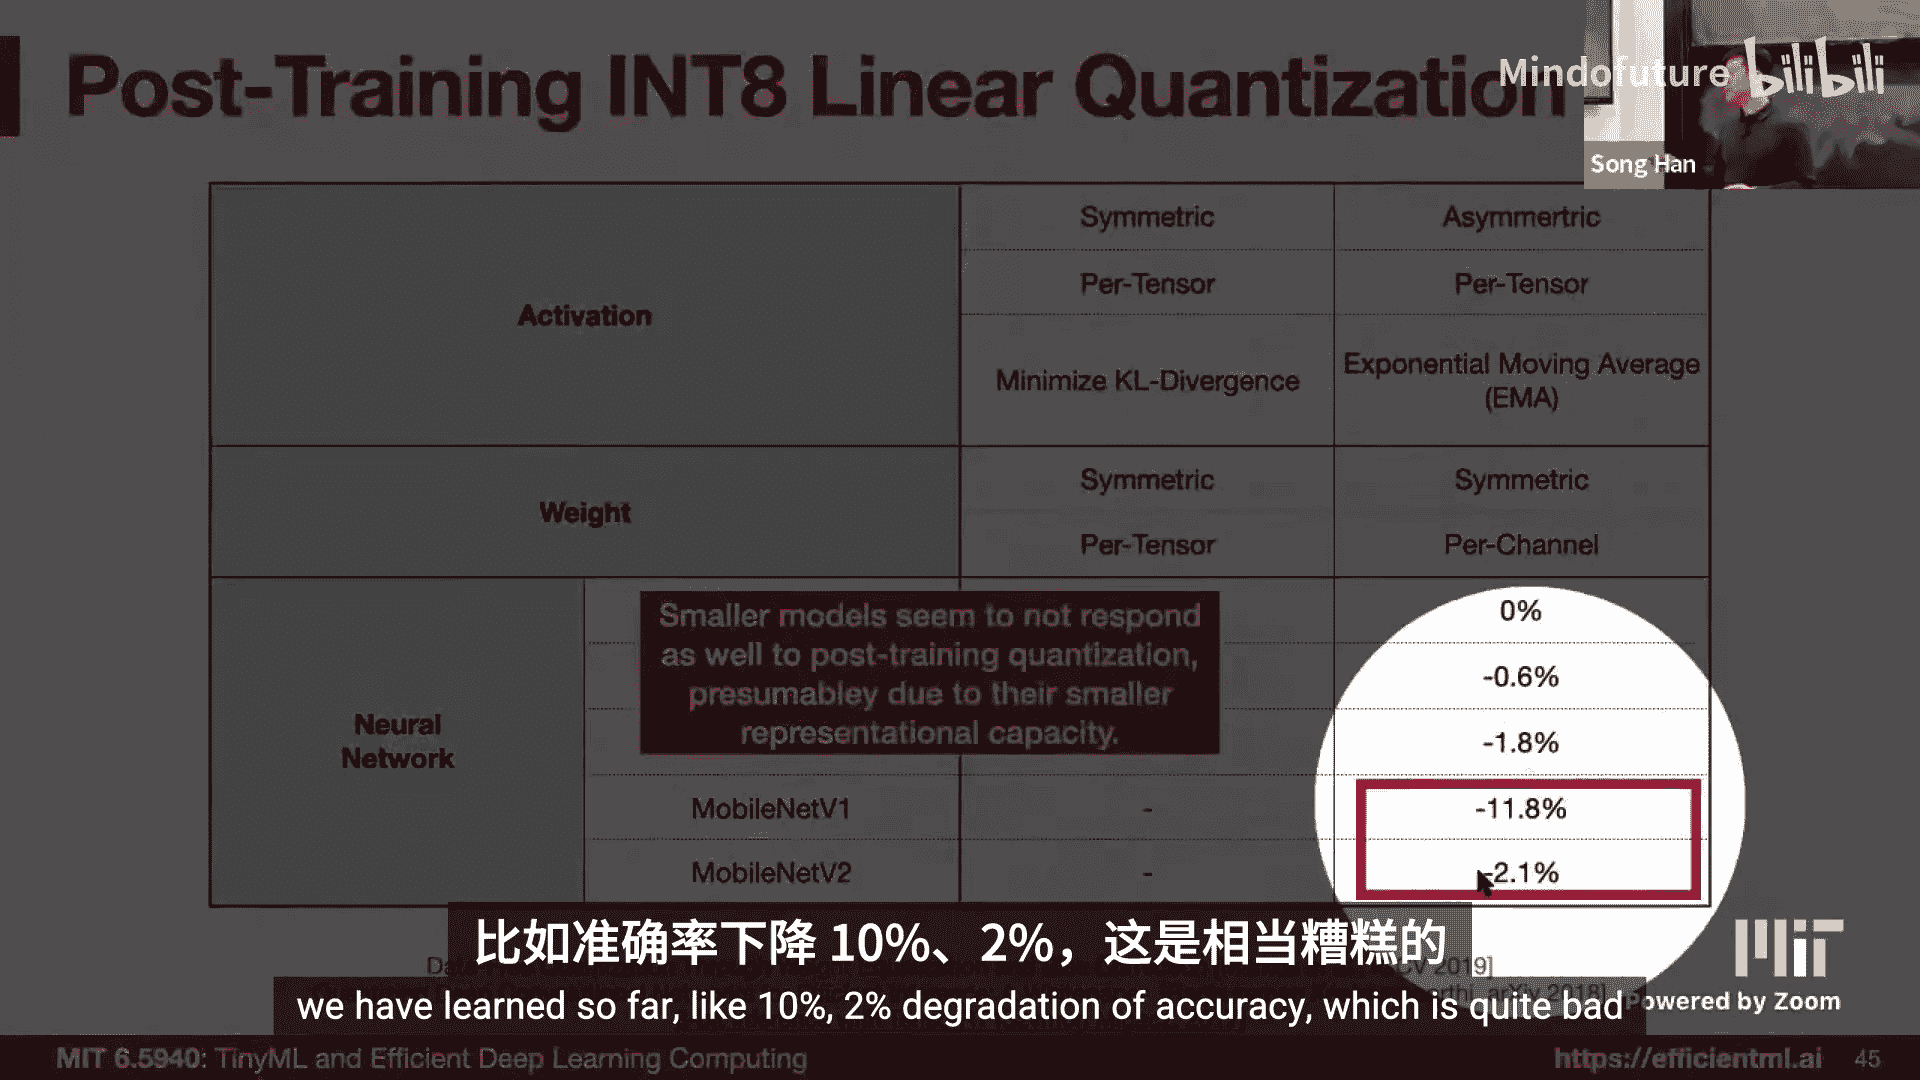 Post-Training INT8 Linear Quantization
Mindofuture bilibili
Song Han
Symmetric
Asymmertric
Activation
Per-Tensor
Per-Tensor
Minimize KL-Divergence
Exponential Moving Average
(EMA)
Weight
Symmetric
Symmetric
Per-Tensor
Per-Channel
Neural
Network
Smaller models seem to not respond
as well to post-training quantization,
presumabley due to their smaller
representational capacity.
0%
-0.6%
-1.8%
MobileNetV1
-
-11.8%
MobileNetV2
-
-2.1%
比如准确率下降 10%、2%，这是相当糟糕的
2019]
arXiv 2018]
we have learned so far, like 10%, 2% degradation of accuracy, which is quite bad
MIT
Powered by Zoom
MIT 6.5940: TinyML and Efficient Deep Learning Computing
https://efficientml.ai
45